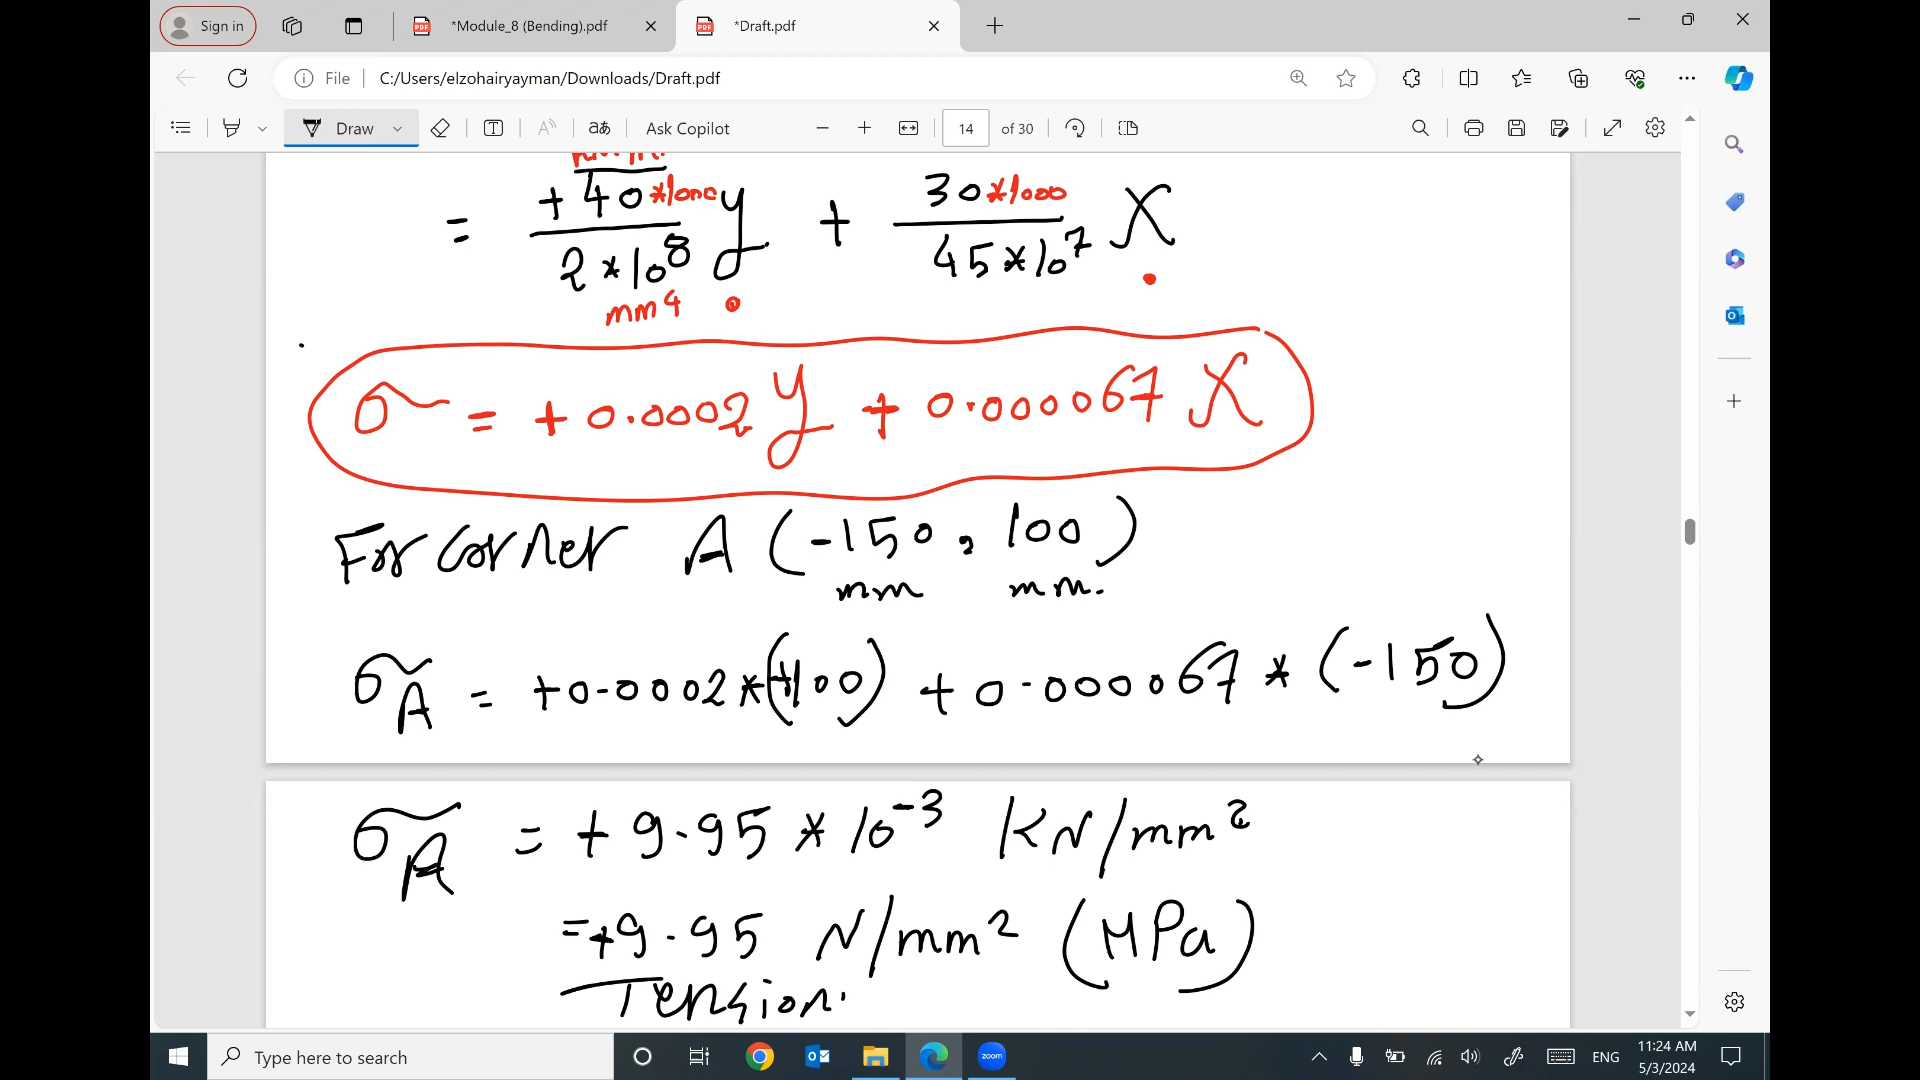 Sign in
*Module_8 (Bending).pdf
*Draft.pdf
File
C:/Users/elzohairyayman/Downloads/Draft.pdf
Draw
aあ
Ask Copilot
14 of 30
= +40*1000/2*10^8 y + 30*1000/45*10^7 X
mm4
σ = +0.0002 y + 0.000067 X
For corner A (-150, 100)
mm mm.
σA = +0.0002*(+100) + 0.000067 * (-150)
σA = + 9.95 * 10^-3 KN/mm2
=+9.95 N/mm2 (MPa)
Tension.
Type here to search
zoom
ENG
11:24 AM
5/3/2024